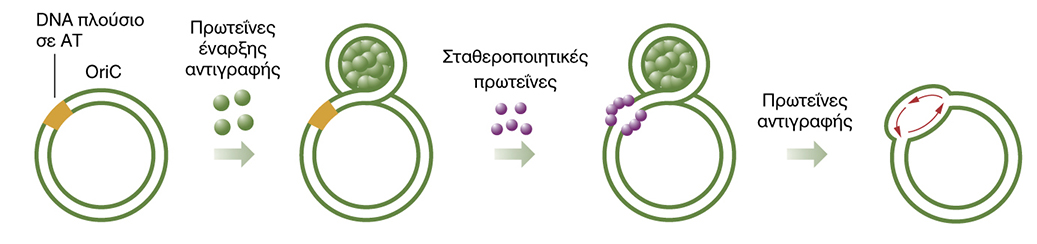 DNA πλούσιο
σε AT
OriC
Πρωτεΐνες
έναρξης
αντιγραφής
Σταθεροποιητικές
πρωτεΐνες
Πρωτεΐνες
αντιγραφής